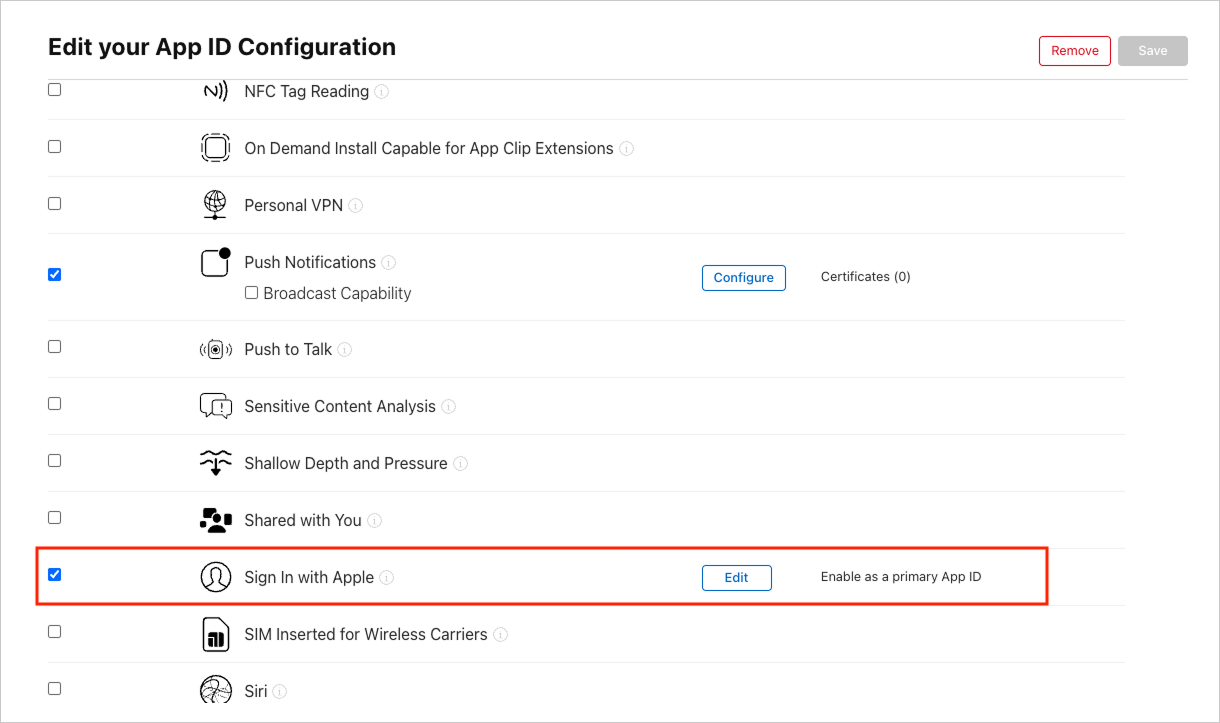 Edit your App ID Configuration
Remove
Save
NFC Tag Reading
On Demand Install Capable for App Clip Extensions
Personal VPN
Push Notifications
Broadcast Capability
Configure
Certificates (0)
Push to Talk
Sensitive Content Analysis
Shallow Depth and Pressure
Shared with You
Sign In with Apple
Edit
Enable as a primary App ID
SIM Inserted for Wireless Carriers
Siri